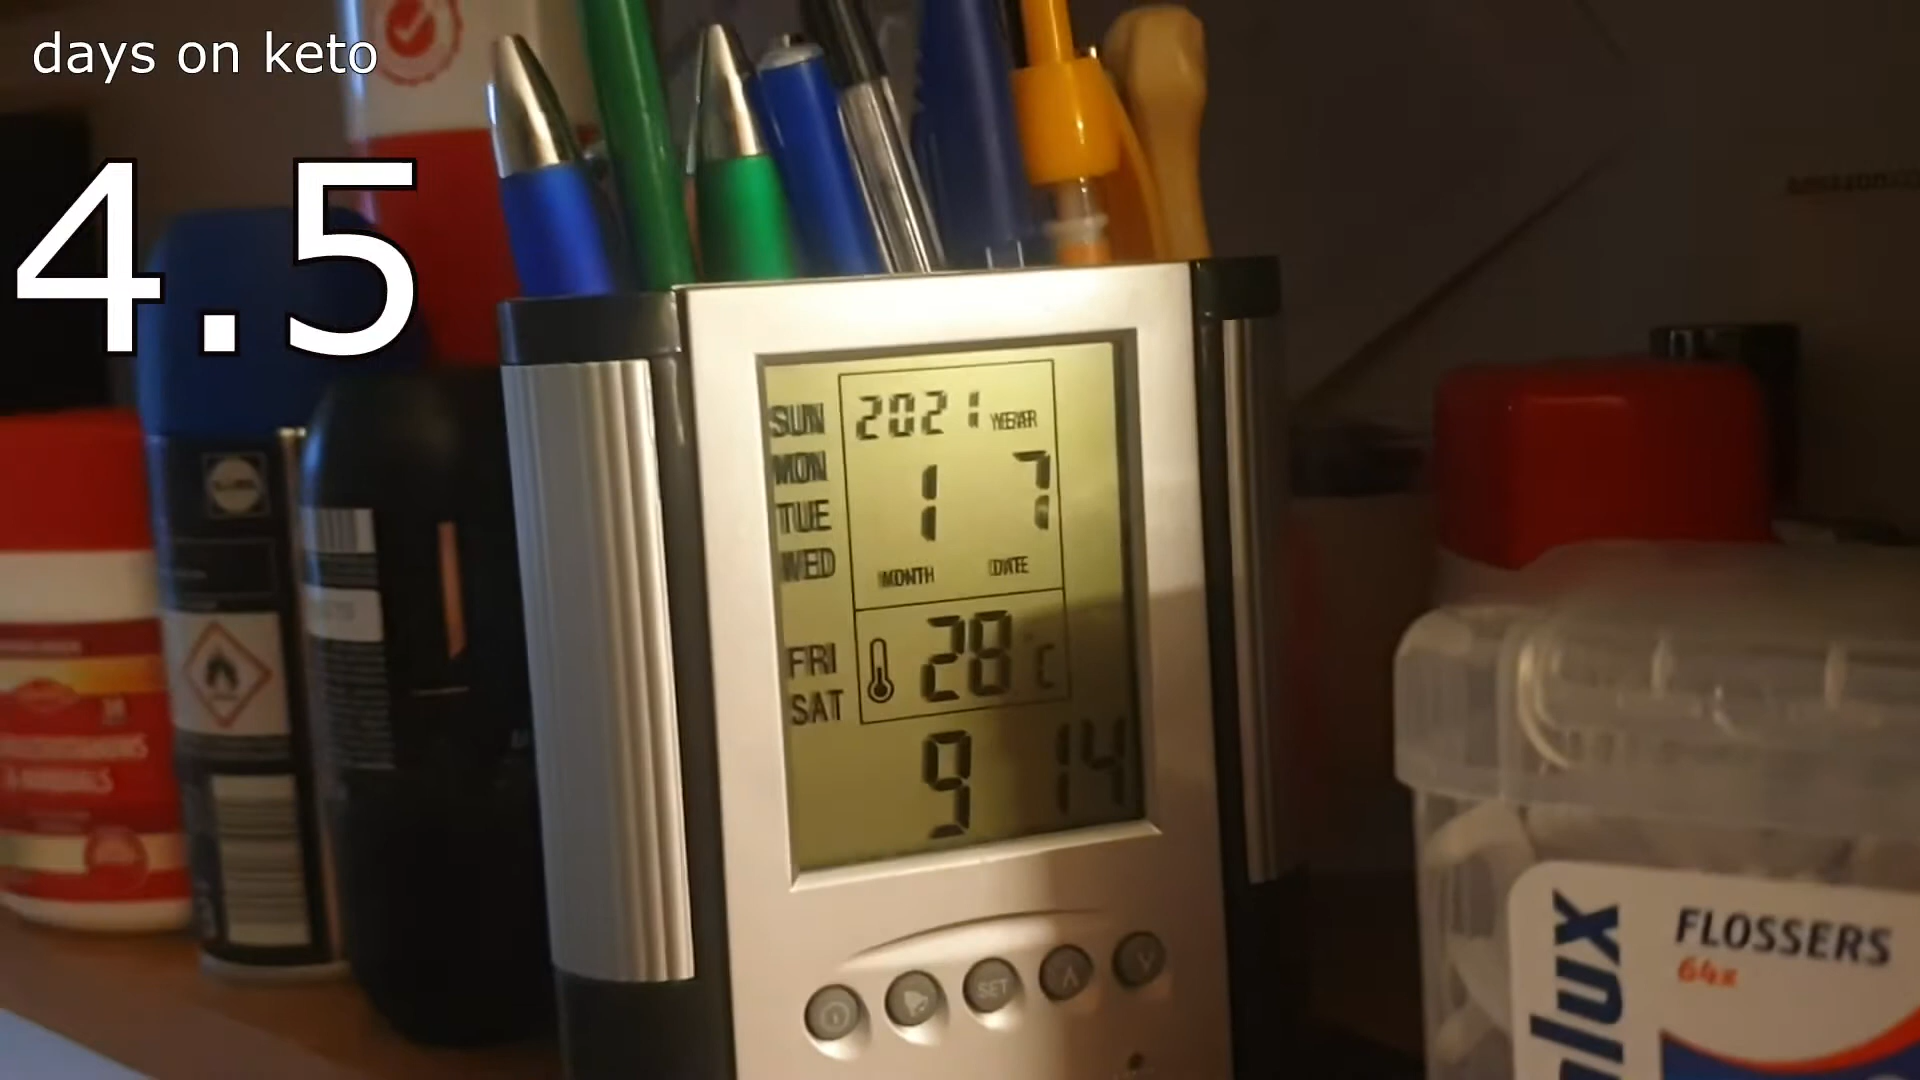 days on keto
4.5
SUN
2021 YEAR
MON
1 7
TUE
WED
MONTH DATE
FRI
28 °C
SAT
9 14
SET
FLOSSERS
64x
lux